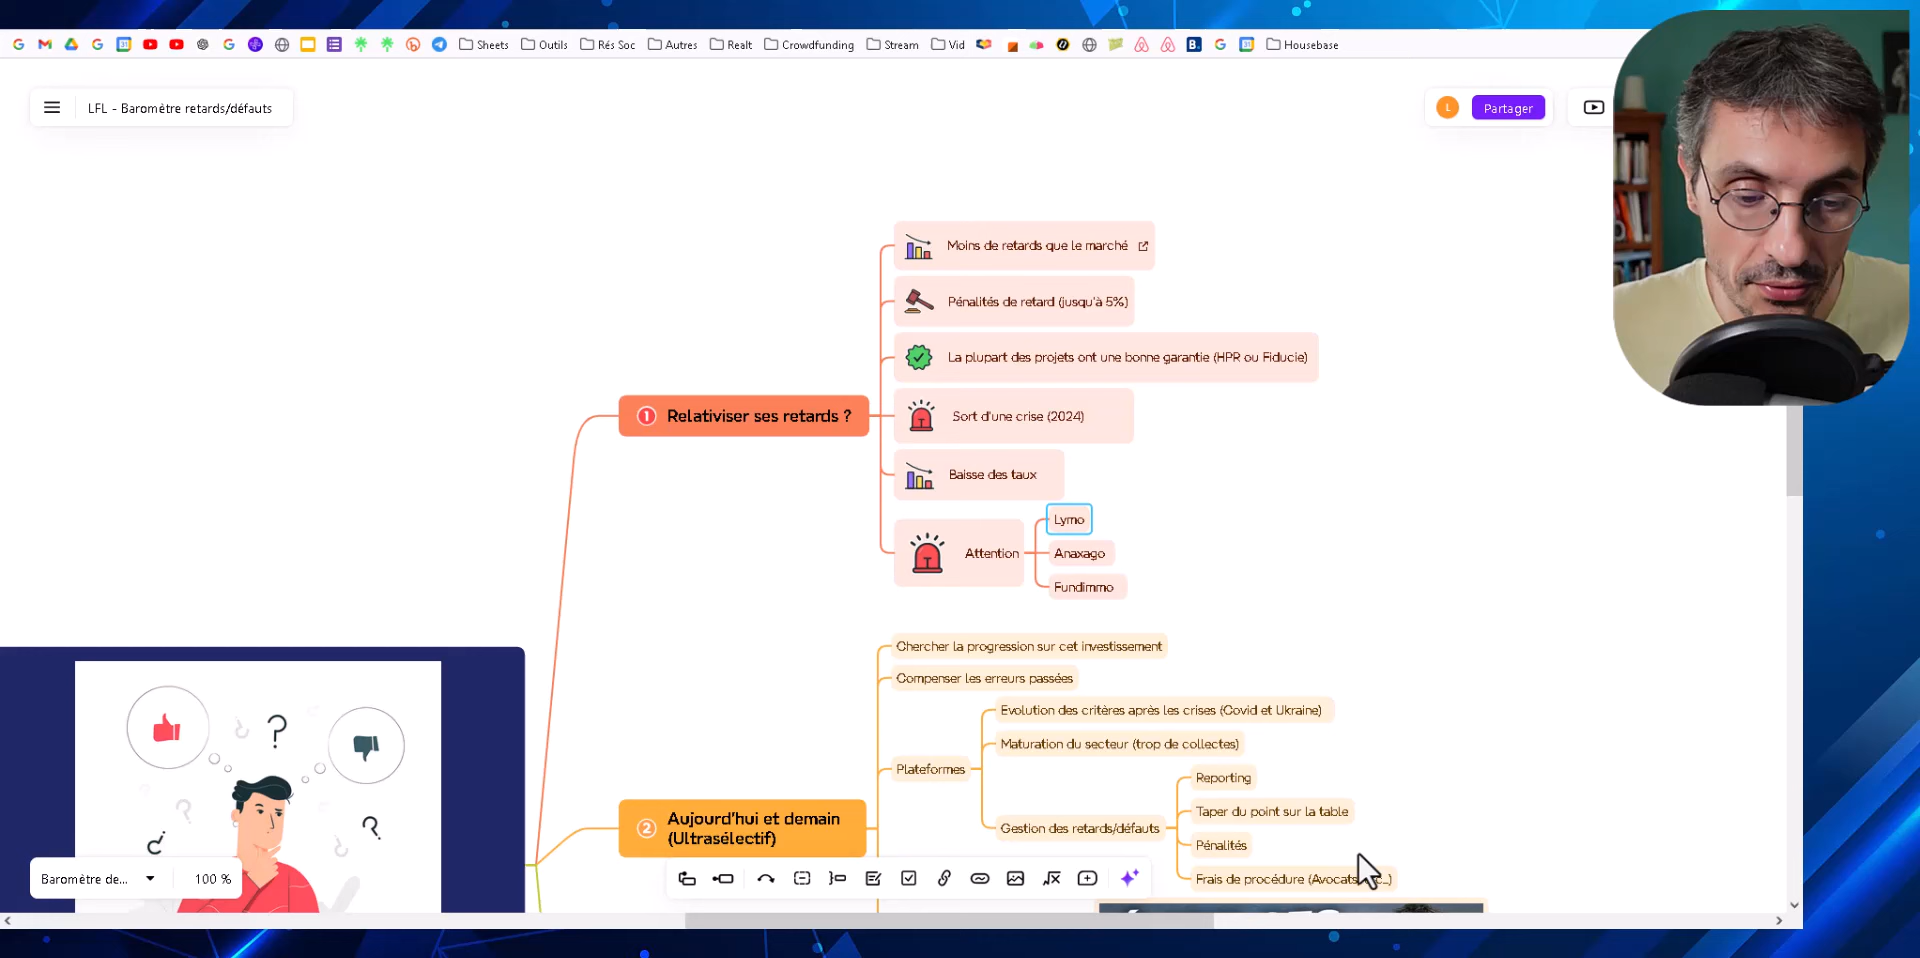 Sheets
Outils
Rés Soc
Autres
Realt
Crowdfunding
Stream
Vid
B.
Housebase
LFL - Baromètre retards/défauts
L
Partager
Moins de retards que le marché
Pénalités de retard (jusqu'à 5%)
La plupart des projets ont une bonne garantie (HPR ou Fiducie)
1 Relativiser ses retards ?
Sort d'une crise (2024)
Baisse des taux
Attention
Lymo
Anaxago
Fundimmo
Chercher la progression sur cet investissement
Compenser les erreurs passées
Plateformes
Evolution des critères après les crises (Covid et Ukraine)
Maturation du secteur (trop de collectes)
Gestion des retards/défauts
Reporting
Taper du point sur la table
Pénalités
Frais de procédure (Avocats
2 Aujourd'hui et demain
(Ultrasélectif)
Baromètre de...
100 %